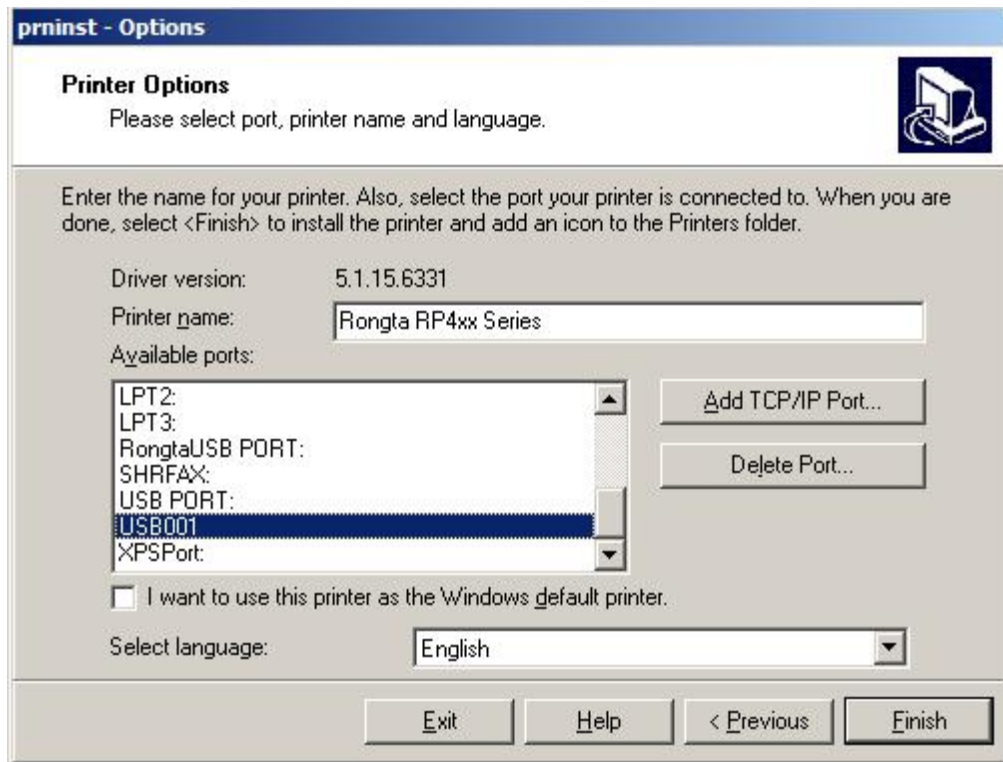 prninst - Options
Printer Options
Please select port, printer name and language.
Enter the name for your printer. Also, select the port your printer is connected to. When you are
done, select <Finish> to install the printer and add an icon to the Printers folder.
Driver version: 5.1.15.6331
Printer name: Rongta RP4xx Series
Available ports:
LPT2:
LPT3:
RongtaUSB PORT:
SHRFAX:
USB PORT:
USB001
XPSPort:
Add TCP/IP Port...
Delete Port...
I want to use this printer as the Windows default printer.
Select language: English
Exit Help < Previous Finish